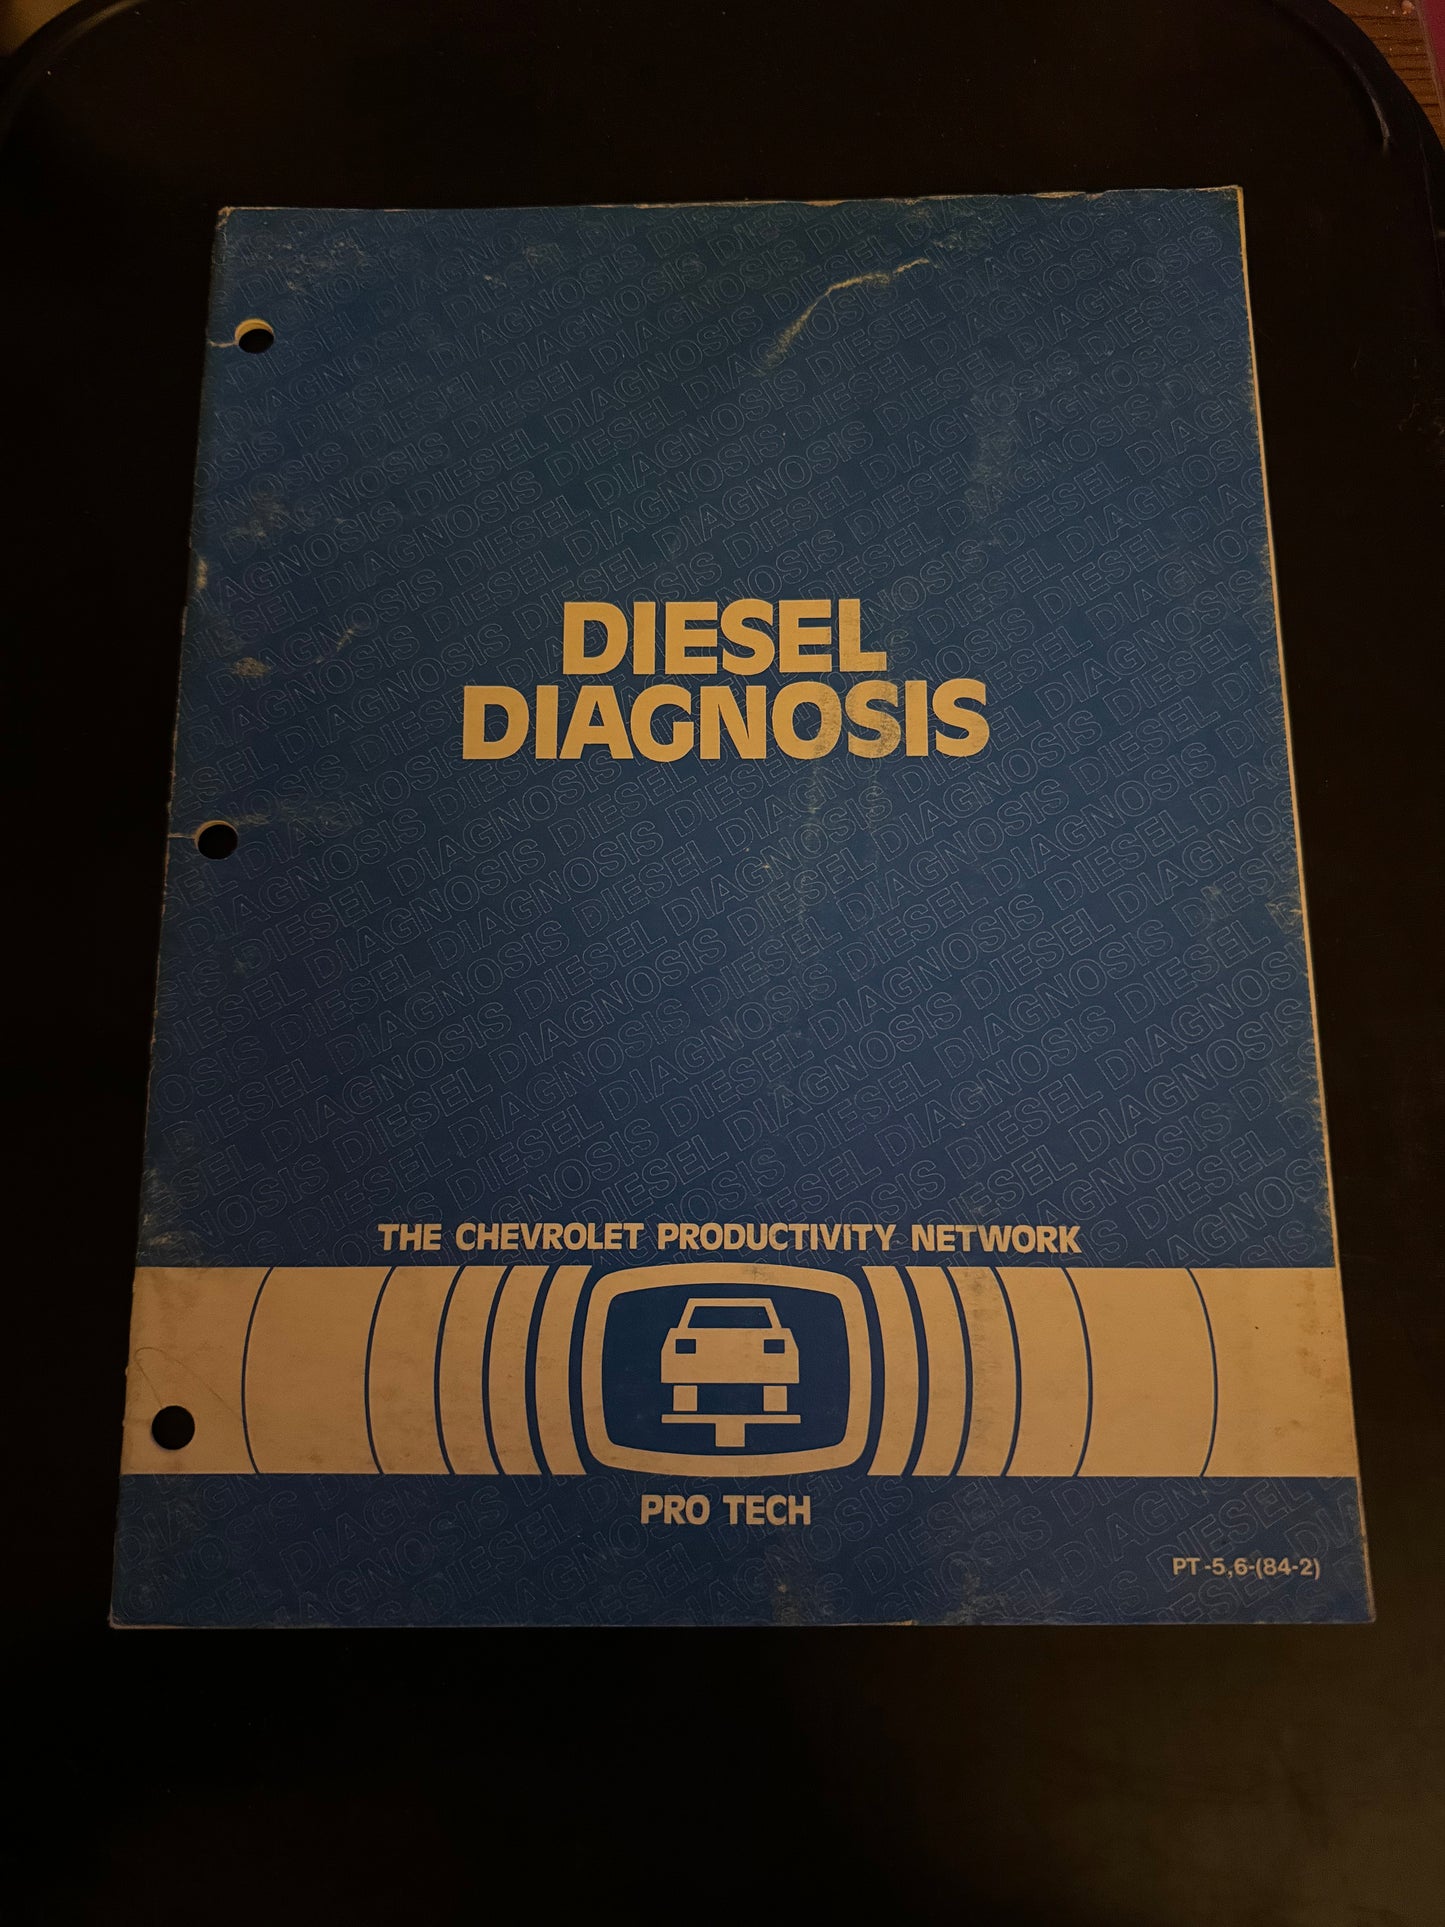 DIESEL
DIAGNOSIS
THE CHEVROLET PRODUCTIVITY NETWORK
PRO TECH
PT-5,6-(84-2)